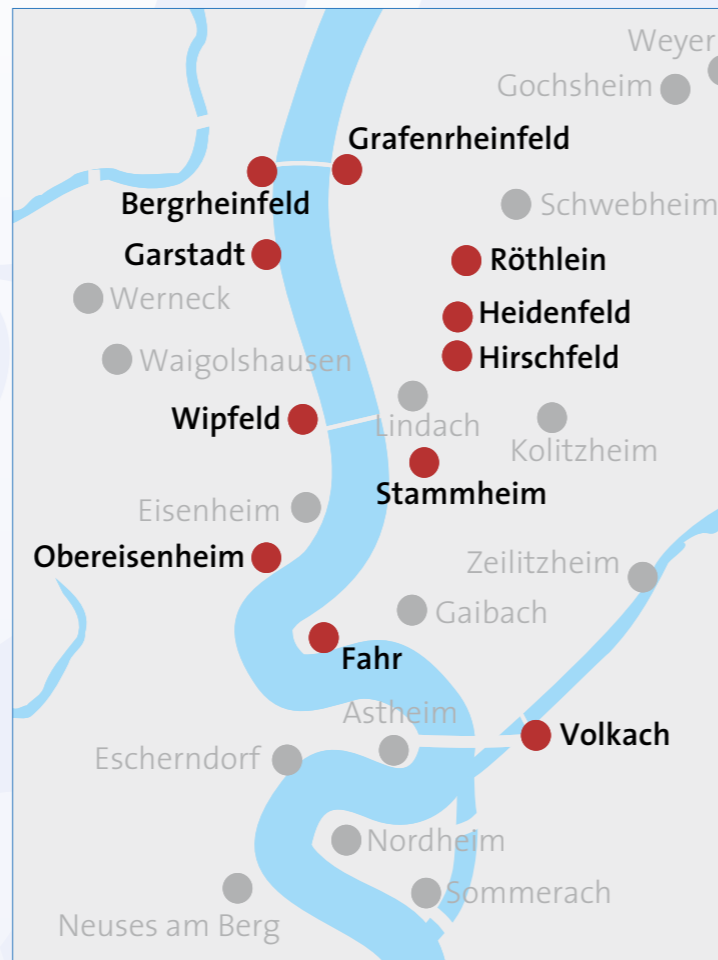 Weyer
Gochsheim
Grafenrheinfeld
Bergrheinfeld
Schwebheim
Garstadt
Röthlein
Werneck
Heidenfeld
Waigolshausen
Hirschfeld
Wipfeld
Lindach
Kolitzheim
Stammheim
Eisenheim
Obereisenheim
Zeilitzheim
Gaibach
Fahr
Astheim
Volkach
Escherndorf
Nordheim
Sommerach
Neuses am Berg